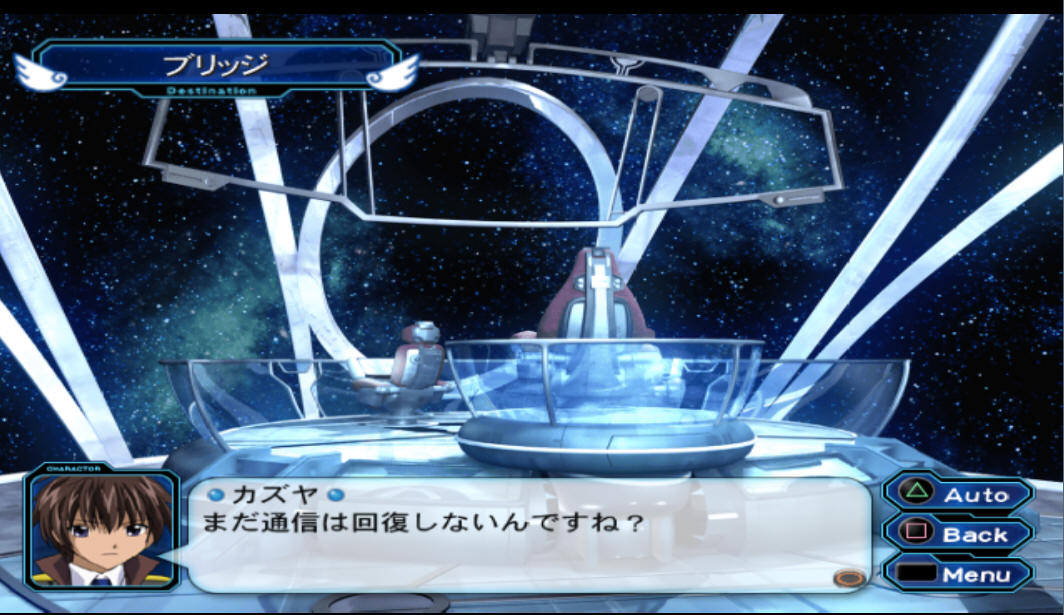 ブリッジ
Destination
CHARACTOR
カズヤ
まだ通信は回復しないんですね？
Auto
Back
Menu